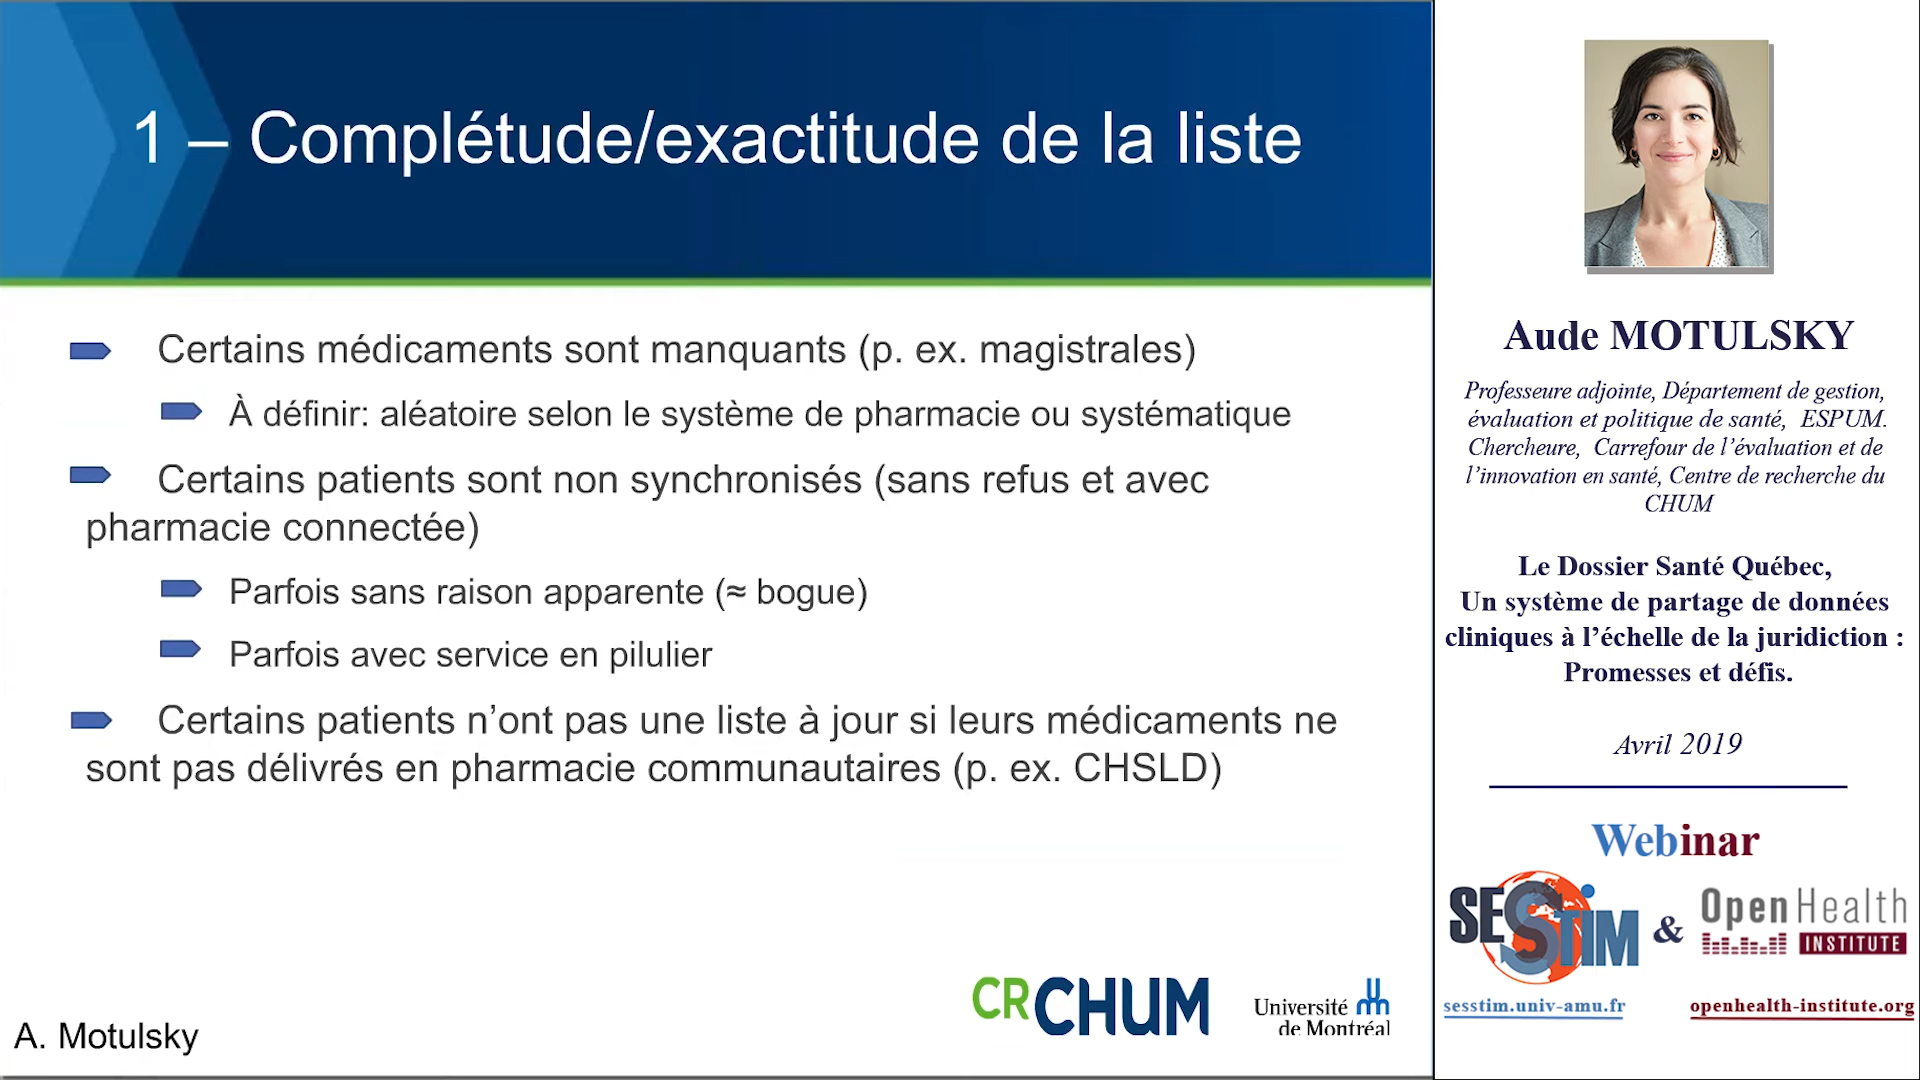 1 – Complétude/exactitude de la liste
Certains médicaments sont manquants (p. ex. magistrales)
À définir: aléatoire selon le système de pharmacie ou systématique
Certains patients sont non synchronisés (sans refus et avec
pharmacie connectée)
Parfois sans raison apparente (≈ bogue)
Parfois avec service en pilulier
Certains patients n’ont pas une liste à jour si leurs médicaments ne
sont pas délivrés en pharmacie communautaires (p. ex. CHSLD)
CRCHUM
Université
de Montréal
A. Motulsky
Aude MOTULSKY
Professeure adjointe, Département de gestion,
évaluation et politique de santé, ESPUM.
Chercheure, Carrefour de l’évaluation et de
l’innovation en santé, Centre de recherche du
CHUM
Le Dossier Santé Québec,
Un système de partage de données
cliniques à l’échelle de la juridiction :
Promesses et défis.
Avril 2019
Webinar
SESSTIM & Open Health
INSTITUTE
sesstim.univ-amu.fr
openhealth-institute.org